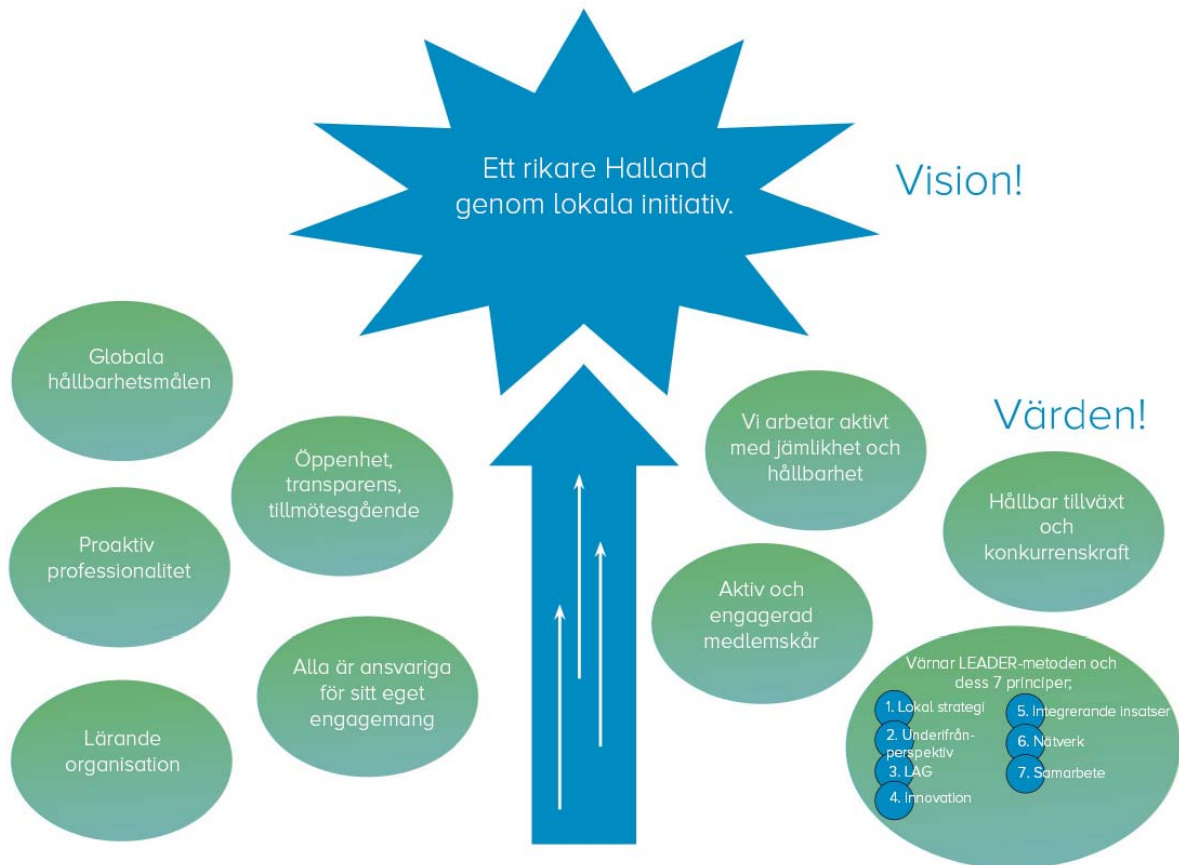 Ett rikare Halland
genom lokala initiativ.
Vision!
Globala
hållbarhetsmålen
Öppenhet,
transparens,
tillmötesgående
Proaktiv
professionalitet
Alla är ansvariga
för sitt eget
engagemang
Lärande
organisation
Värden!
Vi arbetar aktivt
med jämlikhet och
hållbarhet
Hållbar tillväxt
och
konkurrenskraft
Aktiv och
engagerad
medlemskår
Värnar LEADER-metoden och
dess 7 principer;
1. Lokal strategi
2. Underifrån-
perspektiv
3. LAG
4. Innovation
5. Integrerande insatser
6. Nätverk
7. Samarbete